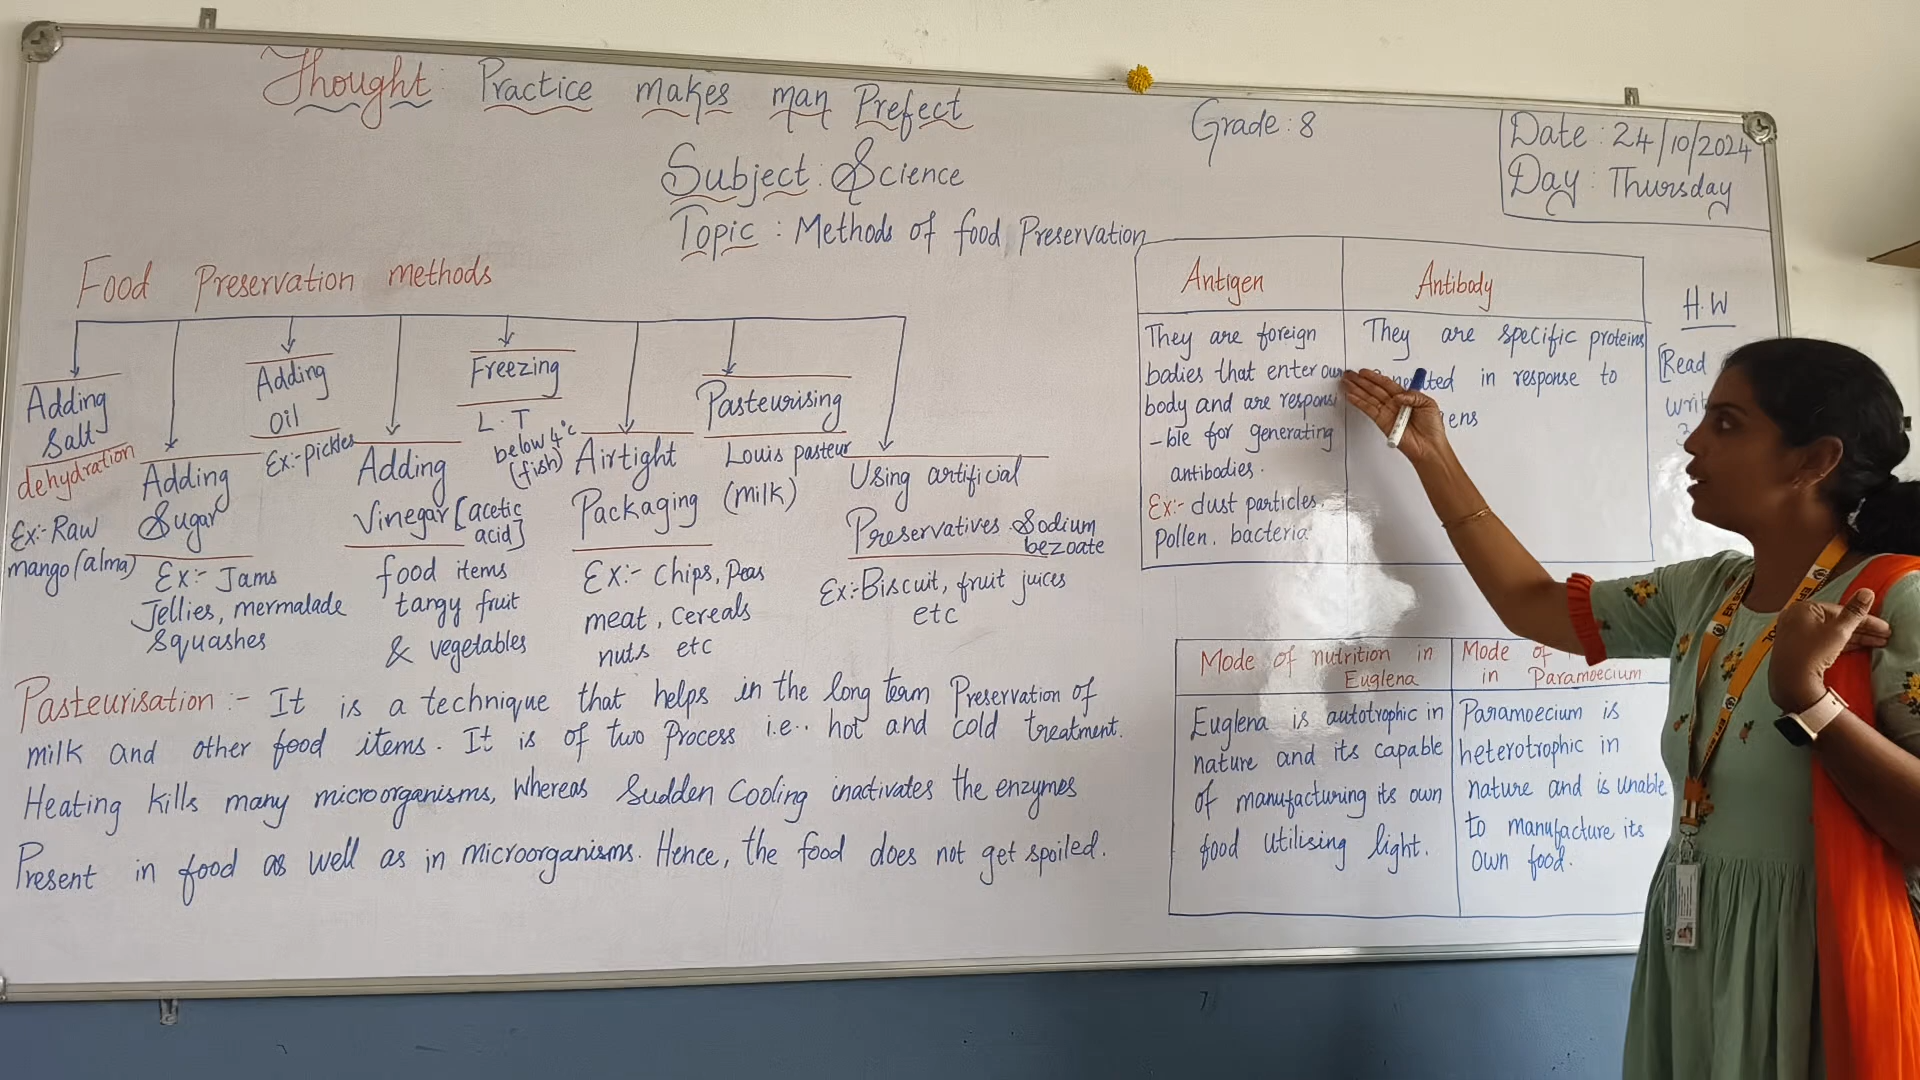 Thought: Practice makes man Prefect
Grade: 8
Date: 24/10/2024
Day: Thursday
Subject: Science
Topic: Methods of food Preservation
Food Preservation methods
Adding
Salt
dehydration
Ex:- Raw
mango (alma)
Adding
Sugar
Ex:- Jams
Jellies, mermalade
Squashes
Adding
Oil
Ex:- pickles
Adding
Vinegar [acetic
acid]
food items
tangy fruit
& vegetables
Freezing
L.T
below 4°c
(fish)
Airtight
Packaging
Ex:- chips, peas
meat, cereals
nuts etc
Pasteurising
Louis pasteur
(milk)
Using artificial
Preservatives. Sodium
bezoate
Ex:- Biscuit, fruit juices
etc
Pasteurisation :- It is a technique that helps in the long term Preservation of
milk and other food items. It is of two Process i.e.. hot and cold treatment.
Heating kills many microorganisms, whereas Sudden Cooling inactivates the enzymes
Present in food as well as in microorganisms. Hence, the food does not get spoiled.
Antigen
They are foreign
bodies that enter our
body and are responsi
-ble for generating
antibodies.
Ex:- dust particles,
pollen, bacteria
Antibody
They are specific proteins
in response to
H.W
[Read
Mode of nutrition in
Euglena
Euglena is autotrophic in
nature and its capable
of manufacturing its own
food utilising light.
Mode of
in Paramoecium
Paramoecium is
heterotrophic in
nature and is unable
to manufacture its
own food.